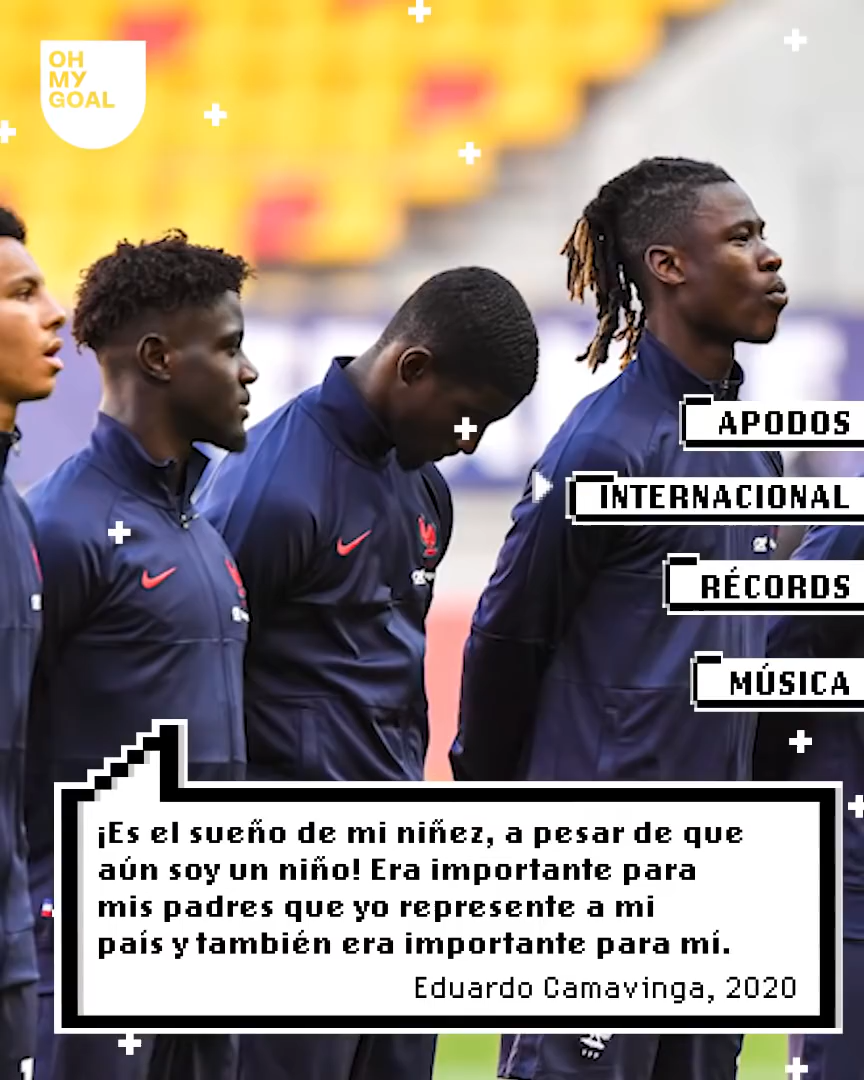 OH
MY
GOAL
APODOS
INTERNACIONAL
RÉCORDS
MÚSICA
¡Es el sueño de mi niñez, a pesar de que
aún soy un niño! Era importante para
mis padres que yo represente a mi
país y también era importante para mí.
Eduardo Camavinga, 2020
1